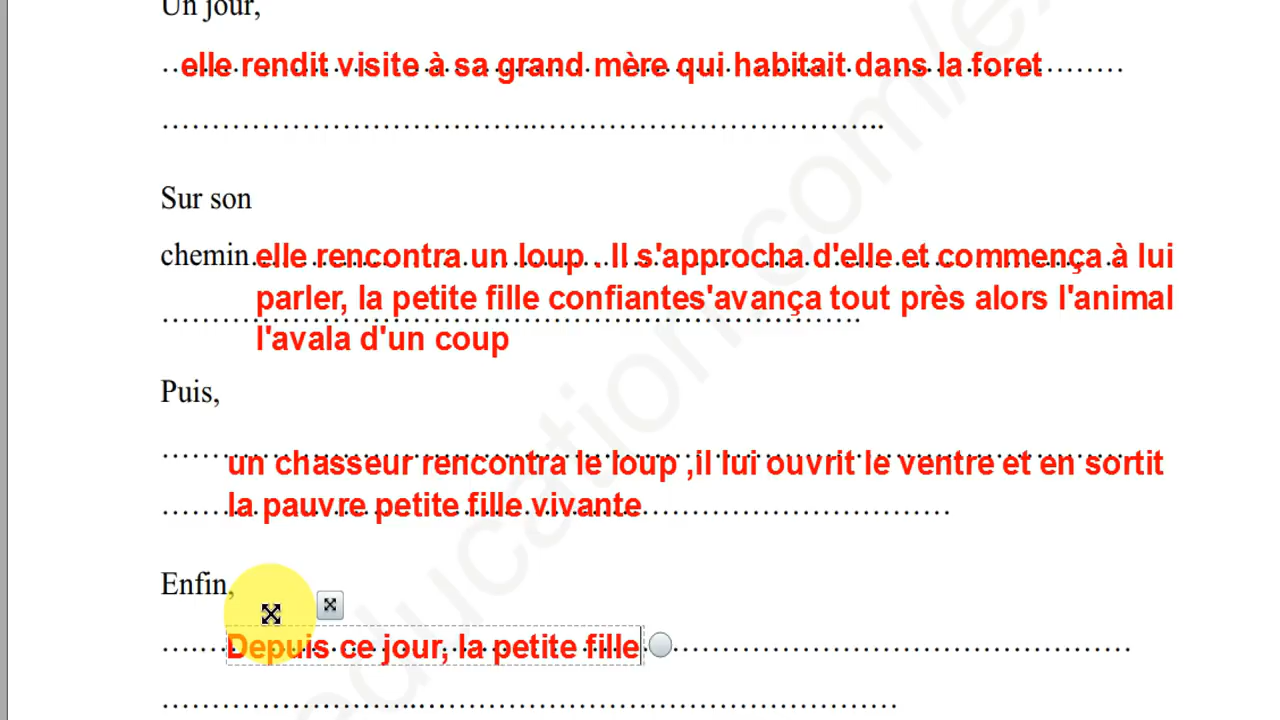 Un jour,
elle rendit visite à sa grand mère qui habitait dans la foret
Sur son
chemin elle rencontra un loup . Il s'approcha d'elle et commença à lui
parler, la petite fille confiantes'avança tout près alors l'animal
l'avala d'un coup
Puis,
un chasseur rencontra le loup ,il lui ouvrit le ventre et en sortit
la pauvre petite fille vivante
Enfin,
Depuis ce jour, la petite fille
education.com/ex